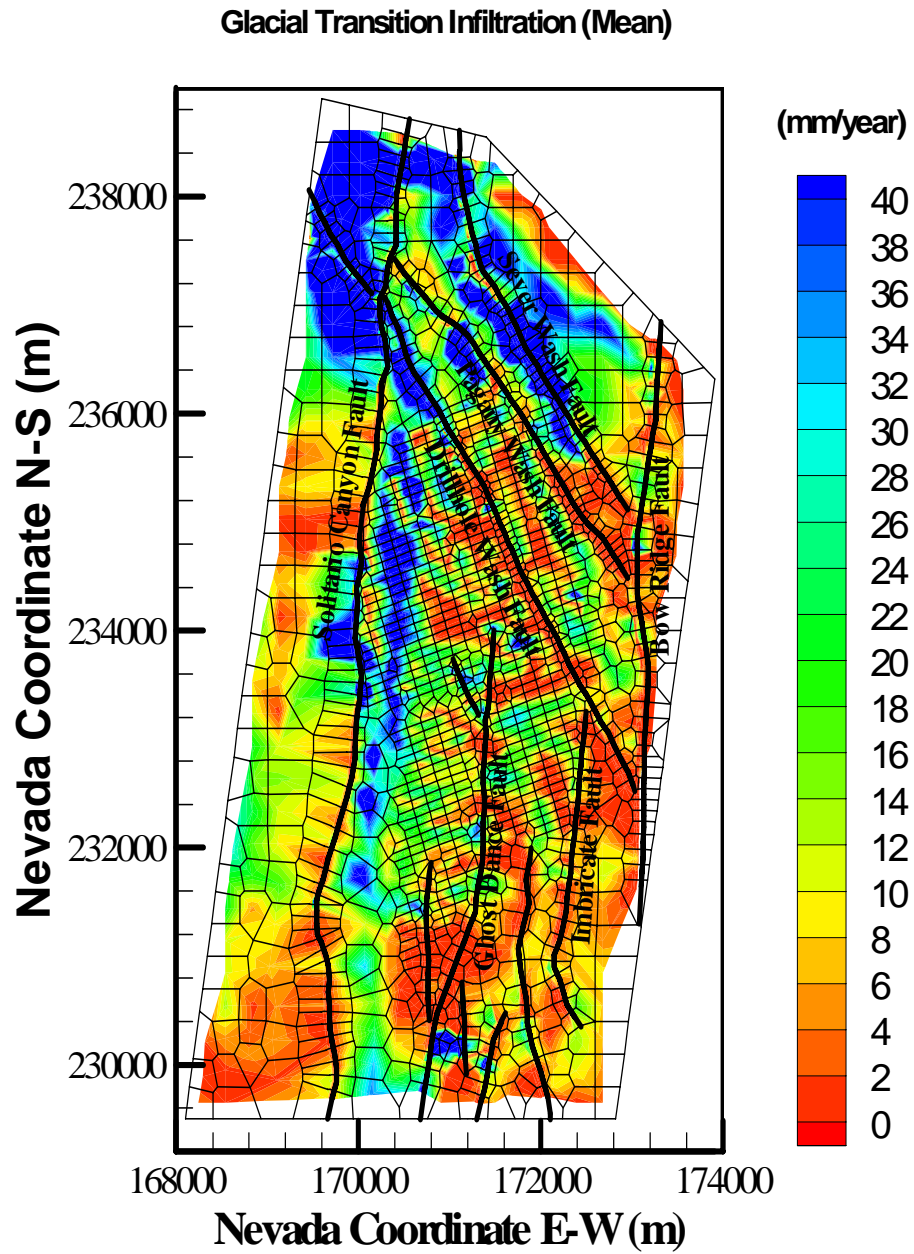 Glacial Transition Infiltration (Mean)
(mm/year)
40
38
36
34
32
30
28
26
24
22
20
18
16
14
12
10
8
6
4
2
0
Nevada Coordinate N-S (m)
238000
236000
234000
232000
230000
Sever Wash Fault
Pagany Wash Fault
Drillhole Wash Fault
Solitario Canyon Fault
Bow Ridge Fault
Ghost Dance Fault
Imbricate Fault
168000 170000 172000 174000
Nevada Coordinate E-W (m)